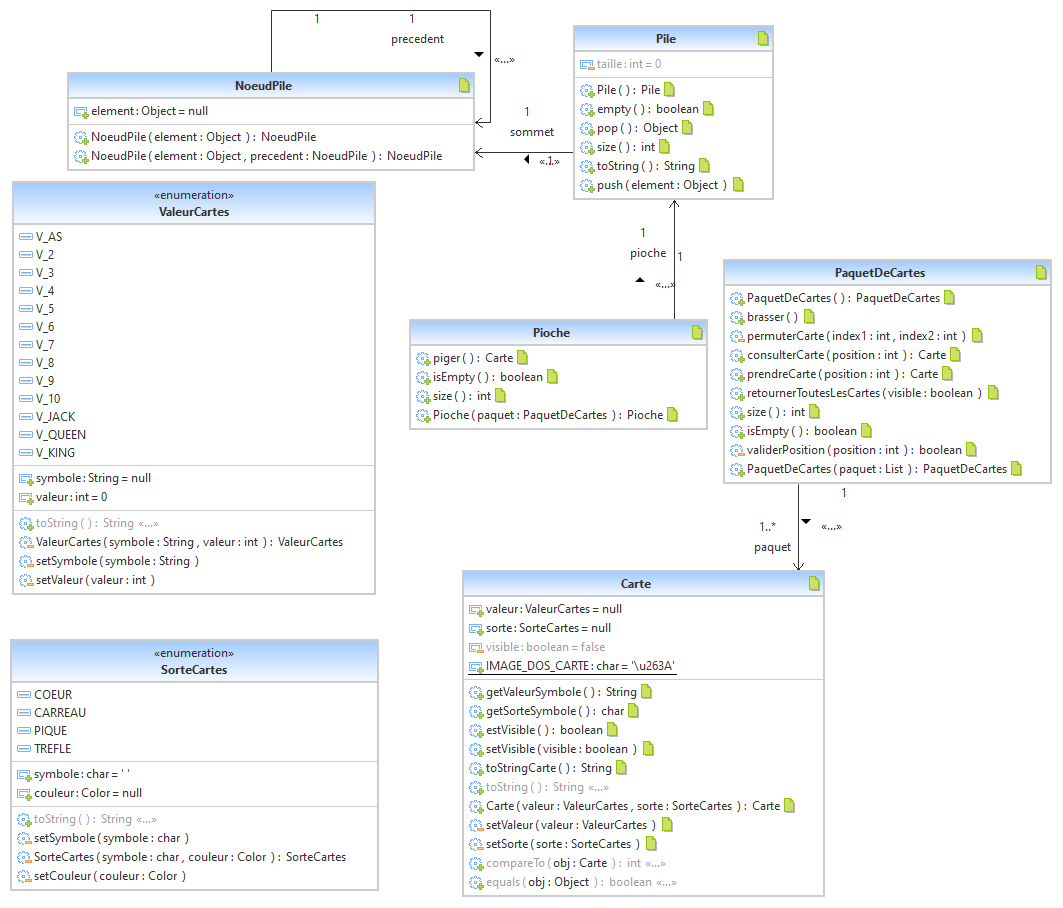 1
1
precedent
«...»
NoeudPile
element : Object = null
NoeudPile ( element : Object ) : NoeudPile
NoeudPile ( element : Object , precedent : NoeudPile ) : NoeudPile
1
sommet
«...»
1
Pile
taille : int = 0
Pile ( ) : Pile
empty ( ) : boolean
pop ( ) : Object
size ( ) : int
toString ( ) : String
push ( element : Object )
«enumeration»
ValeurCartes
V_AS
V_2
V_3
V_4
V_5
V_6
V_7
V_8
V_9
V_10
V_JACK
V_QUEEN
V_KING
symbole : String = null
valeur : int = 0
toString ( ) : String «...»
ValeurCartes ( symbole : String , valeur : int ) : ValeurCartes
setSymbole ( symbole : String )
setValeur ( valeur : int )
1
pioche
1
«...»
Pioche
piger ( ) : Carte
isEmpty ( ) : boolean
size ( ) : int
Pioche ( paquet : PaquetDeCartes ) : Pioche
PaquetDeCartes
PaquetDeCartes ( ) : PaquetDeCartes
brasser ( )
permuterCarte ( index1 : int , index2 : int )
consulterCarte ( position : int ) : Carte
prendreCarte ( position : int ) : Carte
retournerToutesLesCartes ( visible : boolean )
size ( ) : int
isEmpty ( ) : boolean
validerPosition ( position : int ) : boolean
PaquetDeCartes ( paquet : List ) : PaquetDeCartes
1
1..*
«...»
paquet
Carte
valeur : ValeurCartes = null
sorte : SorteCartes = null
visible : boolean = false
IMAGE_DOS_CARTE : char = '\u263A'
getValeurSymbole ( ) : String
getSorteSymbole ( ) : char
estVisible ( ) : boolean
setVisible ( visible : boolean )
toStringCarte ( ) : String
toString ( ) : String «...»
Carte ( valeur : ValeurCartes , sorte : SorteCartes ) : Carte
setValeur ( valeur : ValeurCartes )
setSorte ( sorte : SorteCartes )
compareTo ( obj : Carte ) : int «...»
equals ( obj : Object ) : boolean «...»
«enumeration»
SorteCartes
COEUR
CARREAU
PIQUE
TREFLE
symbole : char = ' '
couleur : Color = null
toString ( ) : String «...»
setSymbole ( symbole : char )
SorteCartes ( symbole : char , couleur : Color ) : SorteCartes
setCouleur ( couleur : Color )